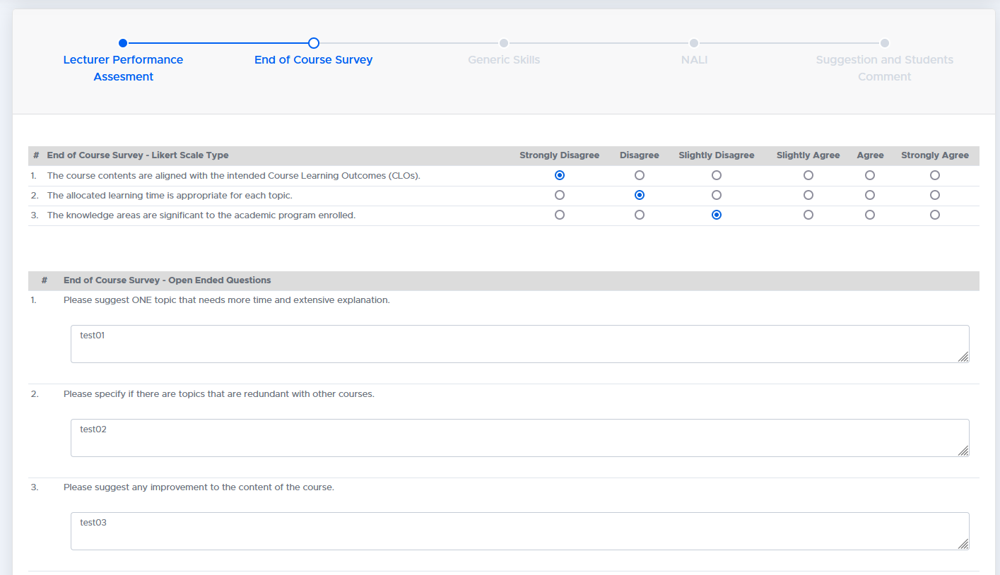 Lecturer Performance
Assesment
End of Course Survey
Generic Skills
NALI
Suggestion and Students
Comment
# End of Course Survey - Likert Scale Type Strongly Disagree Disagree Slightly Disagree Slightly Agree Agree Strongly Agree
1. The course contents are aligned with the intended Course Learning Outcomes (CLOs).
2. The allocated learning time is appropriate for each topic.
3. The knowledge areas are significant to the academic program enrolled.
# End of Course Survey - Open Ended Questions
1. Please suggest ONE topic that needs more time and extensive explanation.
test01
2. Please specify if there are topics that are redundant with other courses.
test02
3. Please suggest any improvement to the content of the course.
test03